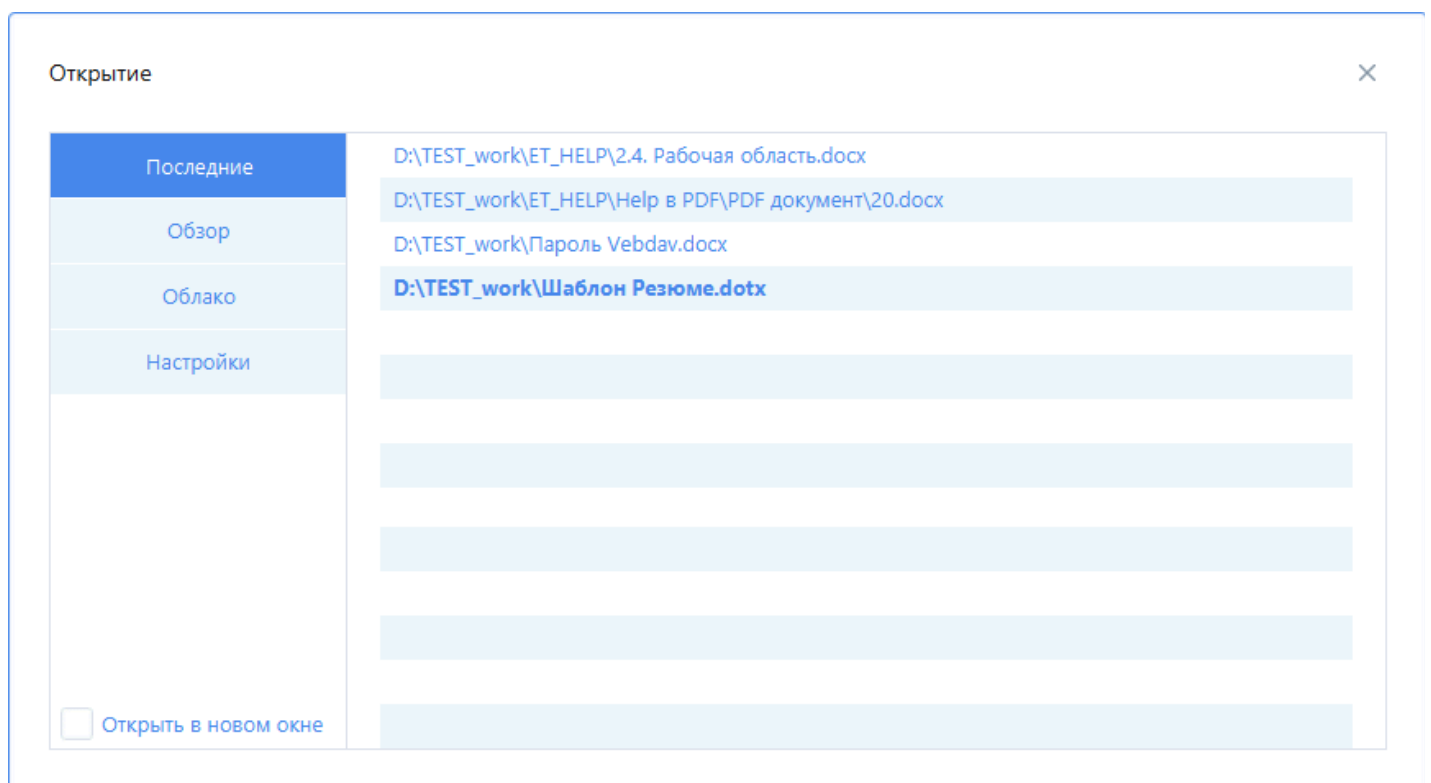 Открытие
Последние
Обзор
Облако
Настройки
Открыть в новом окне
D:\TEST_work\ET_HELP\2.4. Рабочая область.docx
D:\TEST_work\ET_HELP\Help в PDF\PDF документ\20.docx
D:\TEST_work\Пароль Vebdav.docx
D:\TEST_work\Шаблон Резюме.dotx